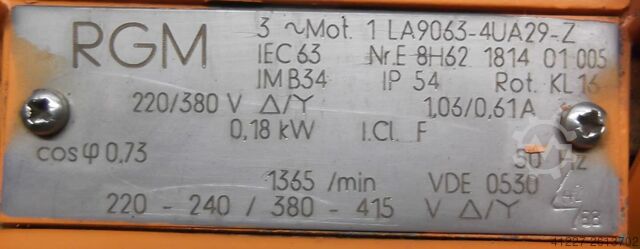 RGM 3 ~Mot. 1 LA9063-4UA29-Z
IEC 63 Nr.E 8H62 1814 01 005
IM B34 IP 54 Rot. KL 16
220/380 V Δ/Y 1,06/0,61 A
0,18 kW I.Cl. F
cos φ 0,73 50 Hz
1365 /min VDE 0530
220 - 240 / 380 - 415 V Δ/Y